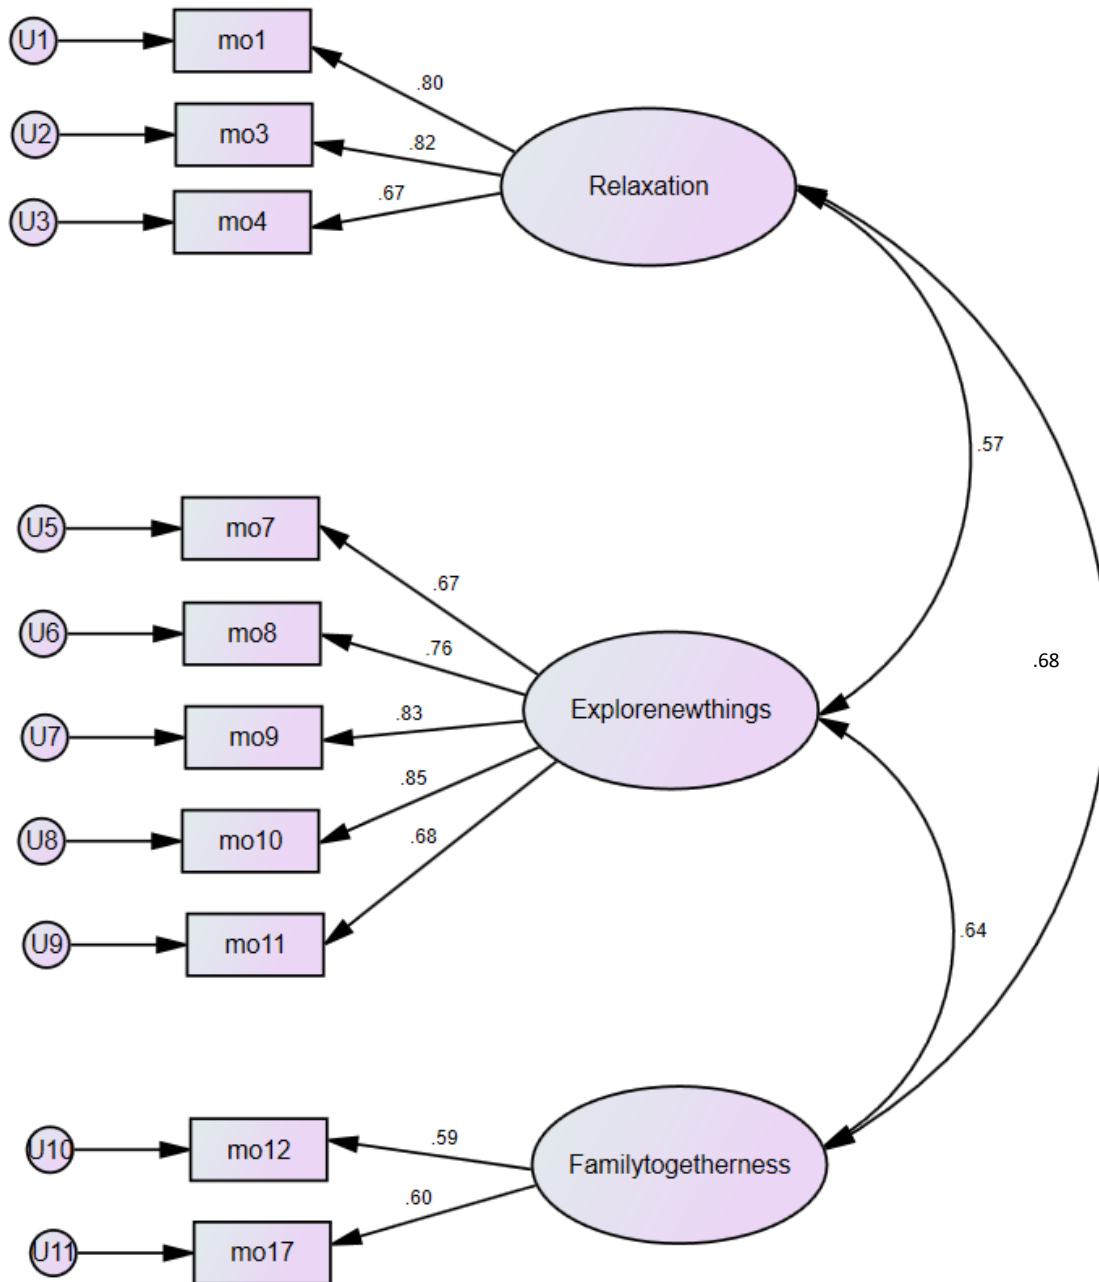 U1
mo1
.80
U2
mo3
.82
Relaxation
U3
mo4
.67
.57
U5
mo7
.67
U6
mo8
.76
.68
Explorenewthings
U7
mo9
.83
U8
mo10
.85
.68
U9
mo11
.64
U10
mo12
.59
Familytogetherness
.60
U11
mo17